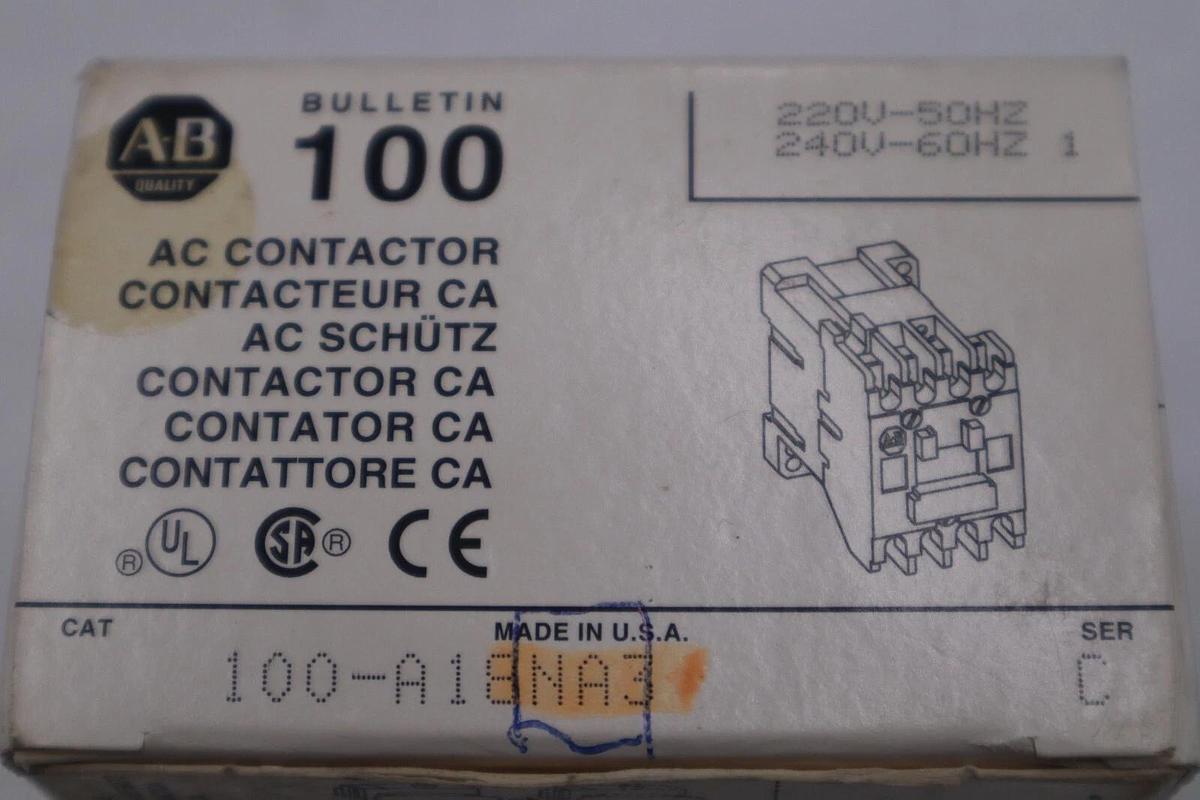 A-B
QUALITY
BULLETIN
100
220V-50HZ
240V-60HZ 1
AC CONTACTOR
CONTACTEUR CA
AC SCHÜTZ
CONTACTOR CA
CONTATOR CA
CONTATTORE CA
® UL SA ® CE
CAT
MADE IN U.S.A.
SER
100-A18NA3
C